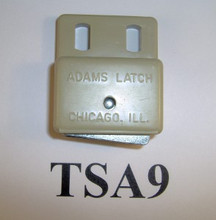 ADAMS LATCH
CHICAGO, ILL.
TSA9